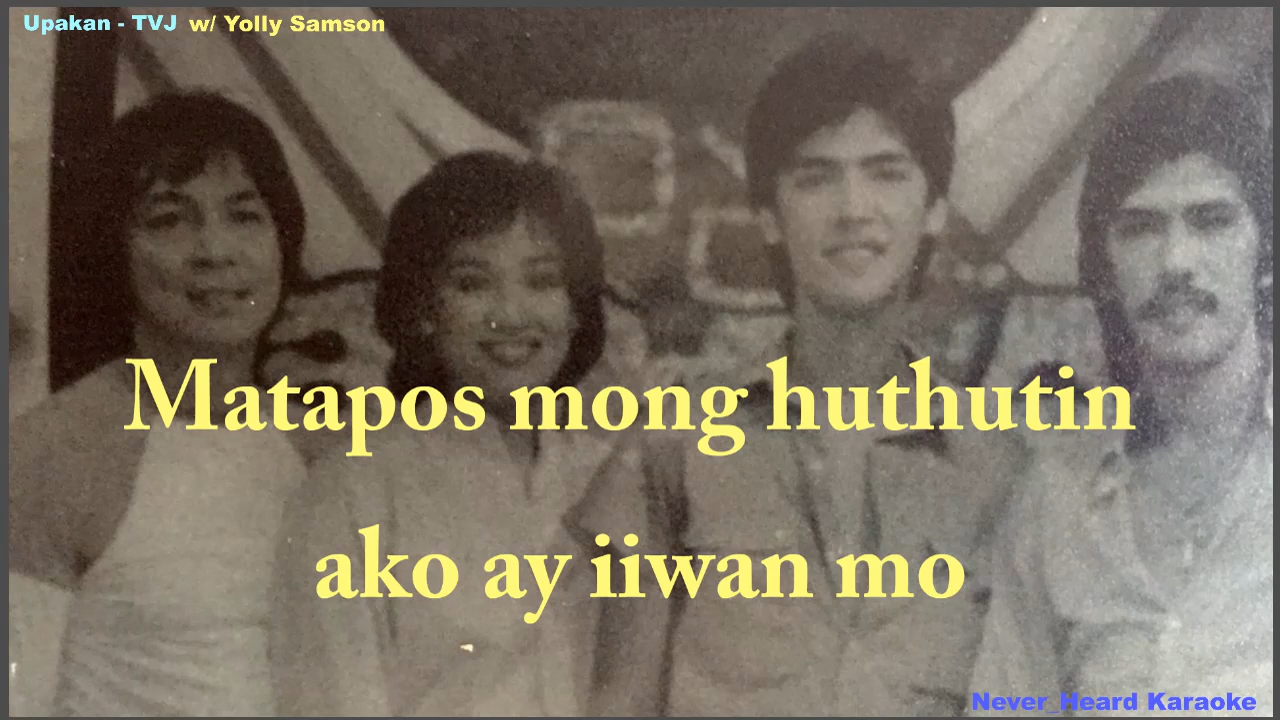 Upakan - TVJ w/ Yolly Samson
Matapos mong huthutin
ako ay iiwan mo
Never_Heard Karaoke